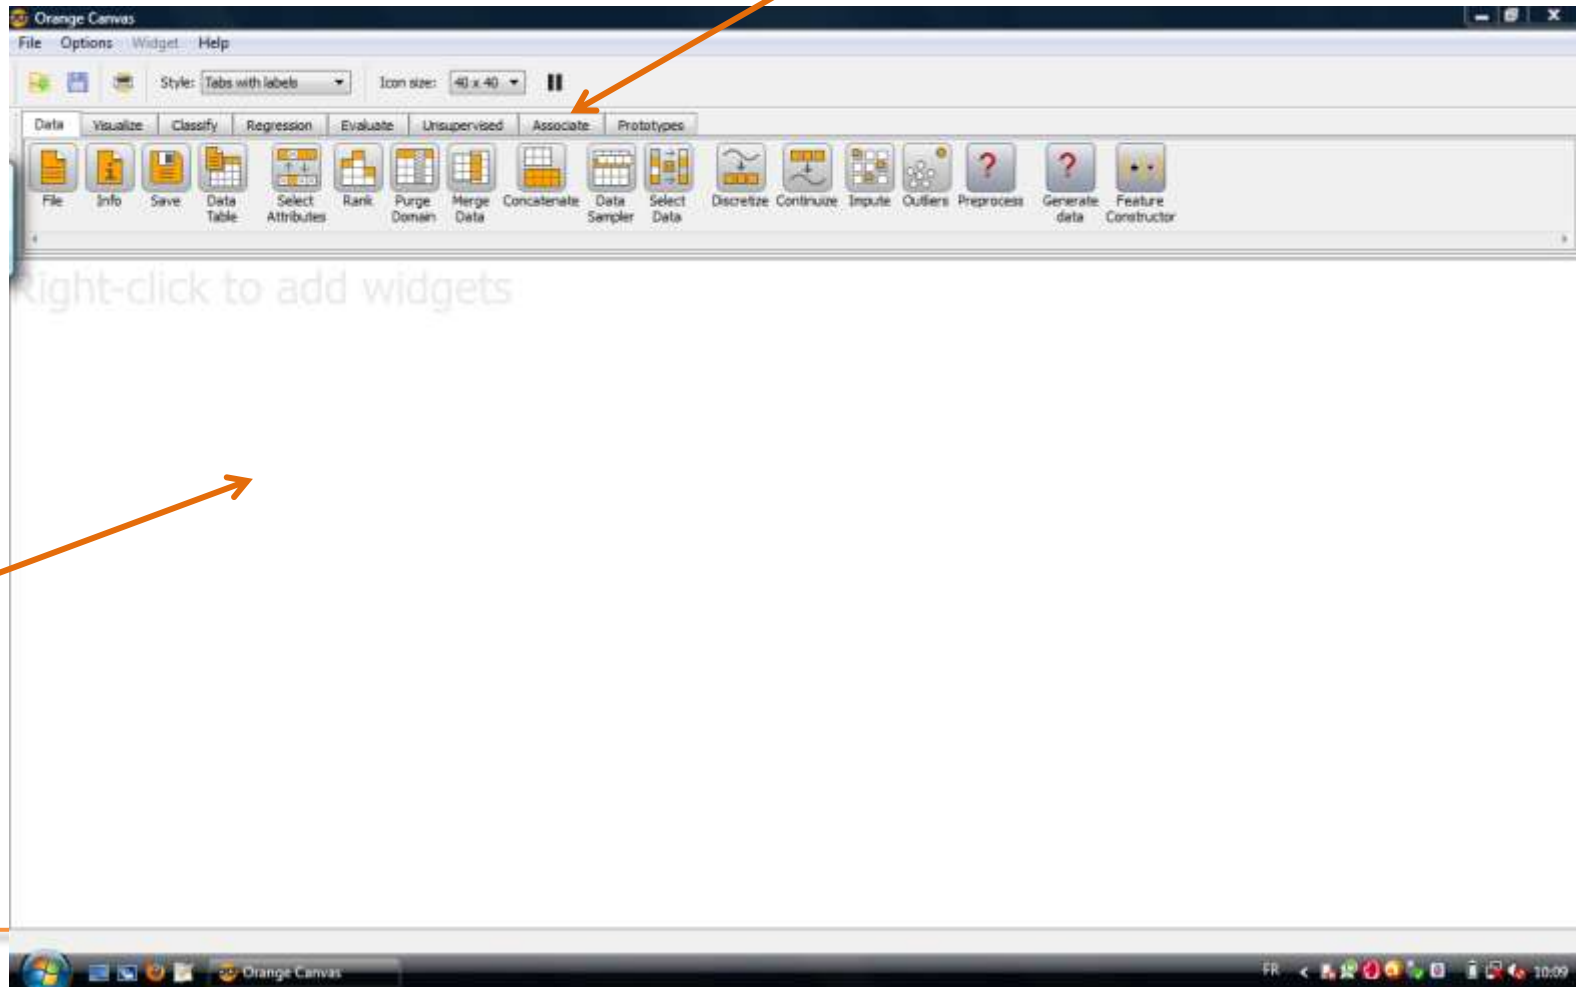 Orange Canvas
File Options Widget Help
Style: Tabs with labels Icon size: 40 x 40
Data Visualize Classify Regression Evaluate Unsupervised Associate Prototypes
File Info Save Data Table Select Attributes Rank Purge Domain Merge Data Concatenate Data Sampler Select Data Discretize Continuize Impute Outliers Preprocess Generate data Feature Constructor
Right-click to add widgets
Orange Canvas FR 10:09